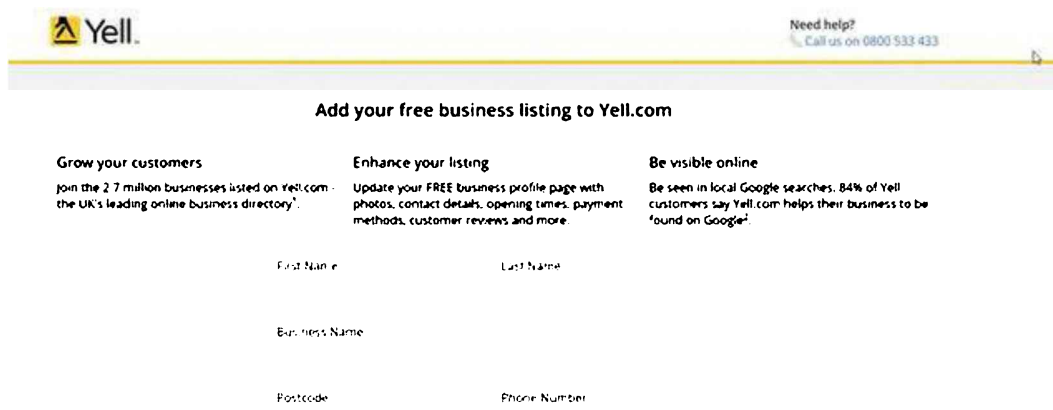 Yell.
Need help?
Call us on 0800 533 433
Add your free business listing to Yell.com
Grow your customers
Join the 2.7 million businesses listed on Yell.com -
the UK's leading online business directory¹.
Enhance your listing
Update your FREE business profile page with
photos, contact details, opening times, payment
methods, customer reviews and more.
Be visible online
Be seen in local Google searches. 84% of Yell
customers say Yell.com helps their business to be
found on Google².
First Name
Last Name
Business Name
Postcode
Phone Number